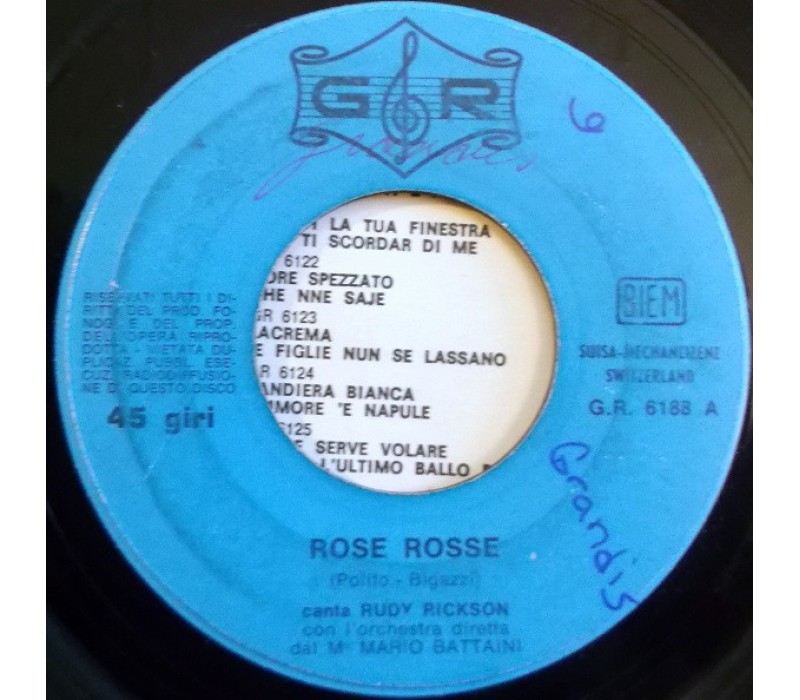 G R
6
LA TUA FINESTRA
TI SCORDAR DI ME
6122
ORE SPEZZATO
HE NNE SAJE
GR 6123
LACREMA
E FIGLIE NUN SE LASSANO
R 6124
ANDIERA BIANCA
AMORE 'E NAPULE
6125
E SERVE VOLARE
L'ULTIMO BALLO
RISERVATI TUTTI I DI-
RITTI DEL PROD FO-
NOG E DEL PROP.
DELL'OPERA RIPRO-
DOTTA - VIETATA DU-
PLICAZ PUBBL ESE-
CUZ RADIODIFFUSIO-
NE DI QUESTO DISCO
45 giri
BIEM
SUISA-MECHANLIZENZ
SWITZERLAND
G.R. 6188 A
Grandis
ROSE ROSSE
(Polito - Bigazzi)
canta RUDY RICKSON
con l'orchestra diretta
dal Mº MARIO BATTAINI